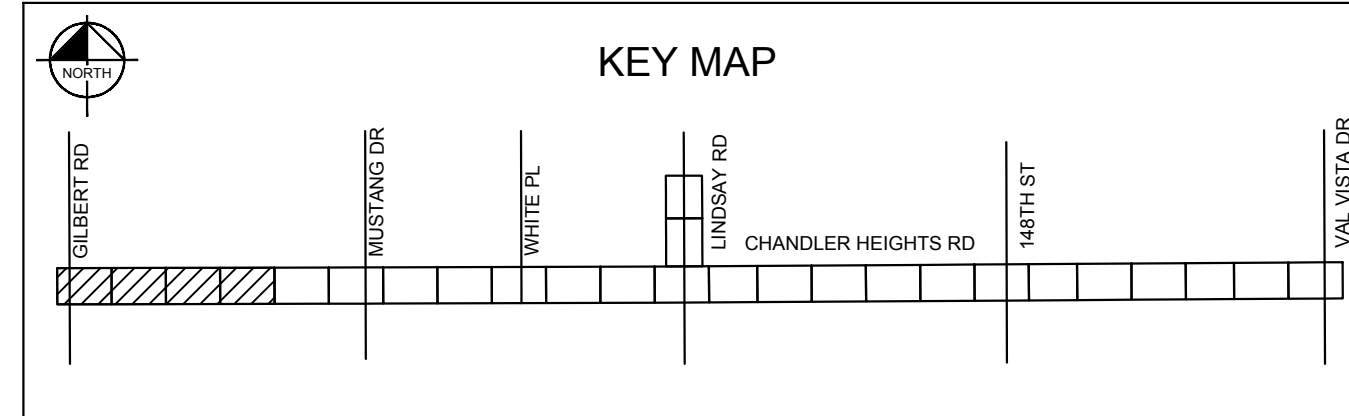 KEY MAP
NORTH
GILBERT RD
MUSTANG DR
WHITE PL
LINDSAY RD
CHANDLER HEIGHTS RD
148TH ST
VAL VISTA DR